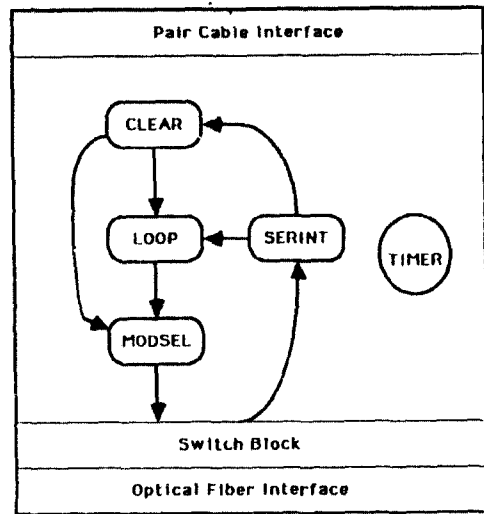 Pair Cable Interface
CLEAR
LOOP
SERINT
TIMER
MODSEL
Switch Block
Optical Fiber Interface